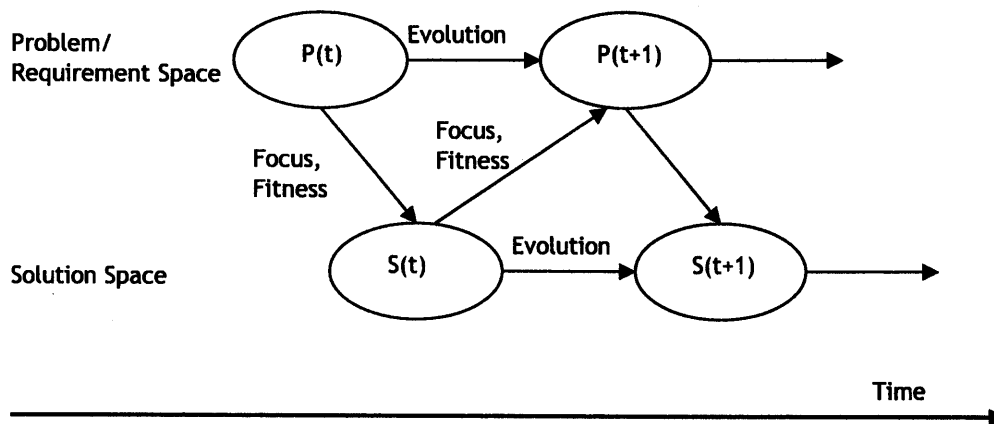 Problem/
Requirement Space
P(t)
Evolution
P(t+1)
Focus,
Fitness
Focus,
Fitness
Solution Space
S(t)
Evolution
S(t+1)
Time